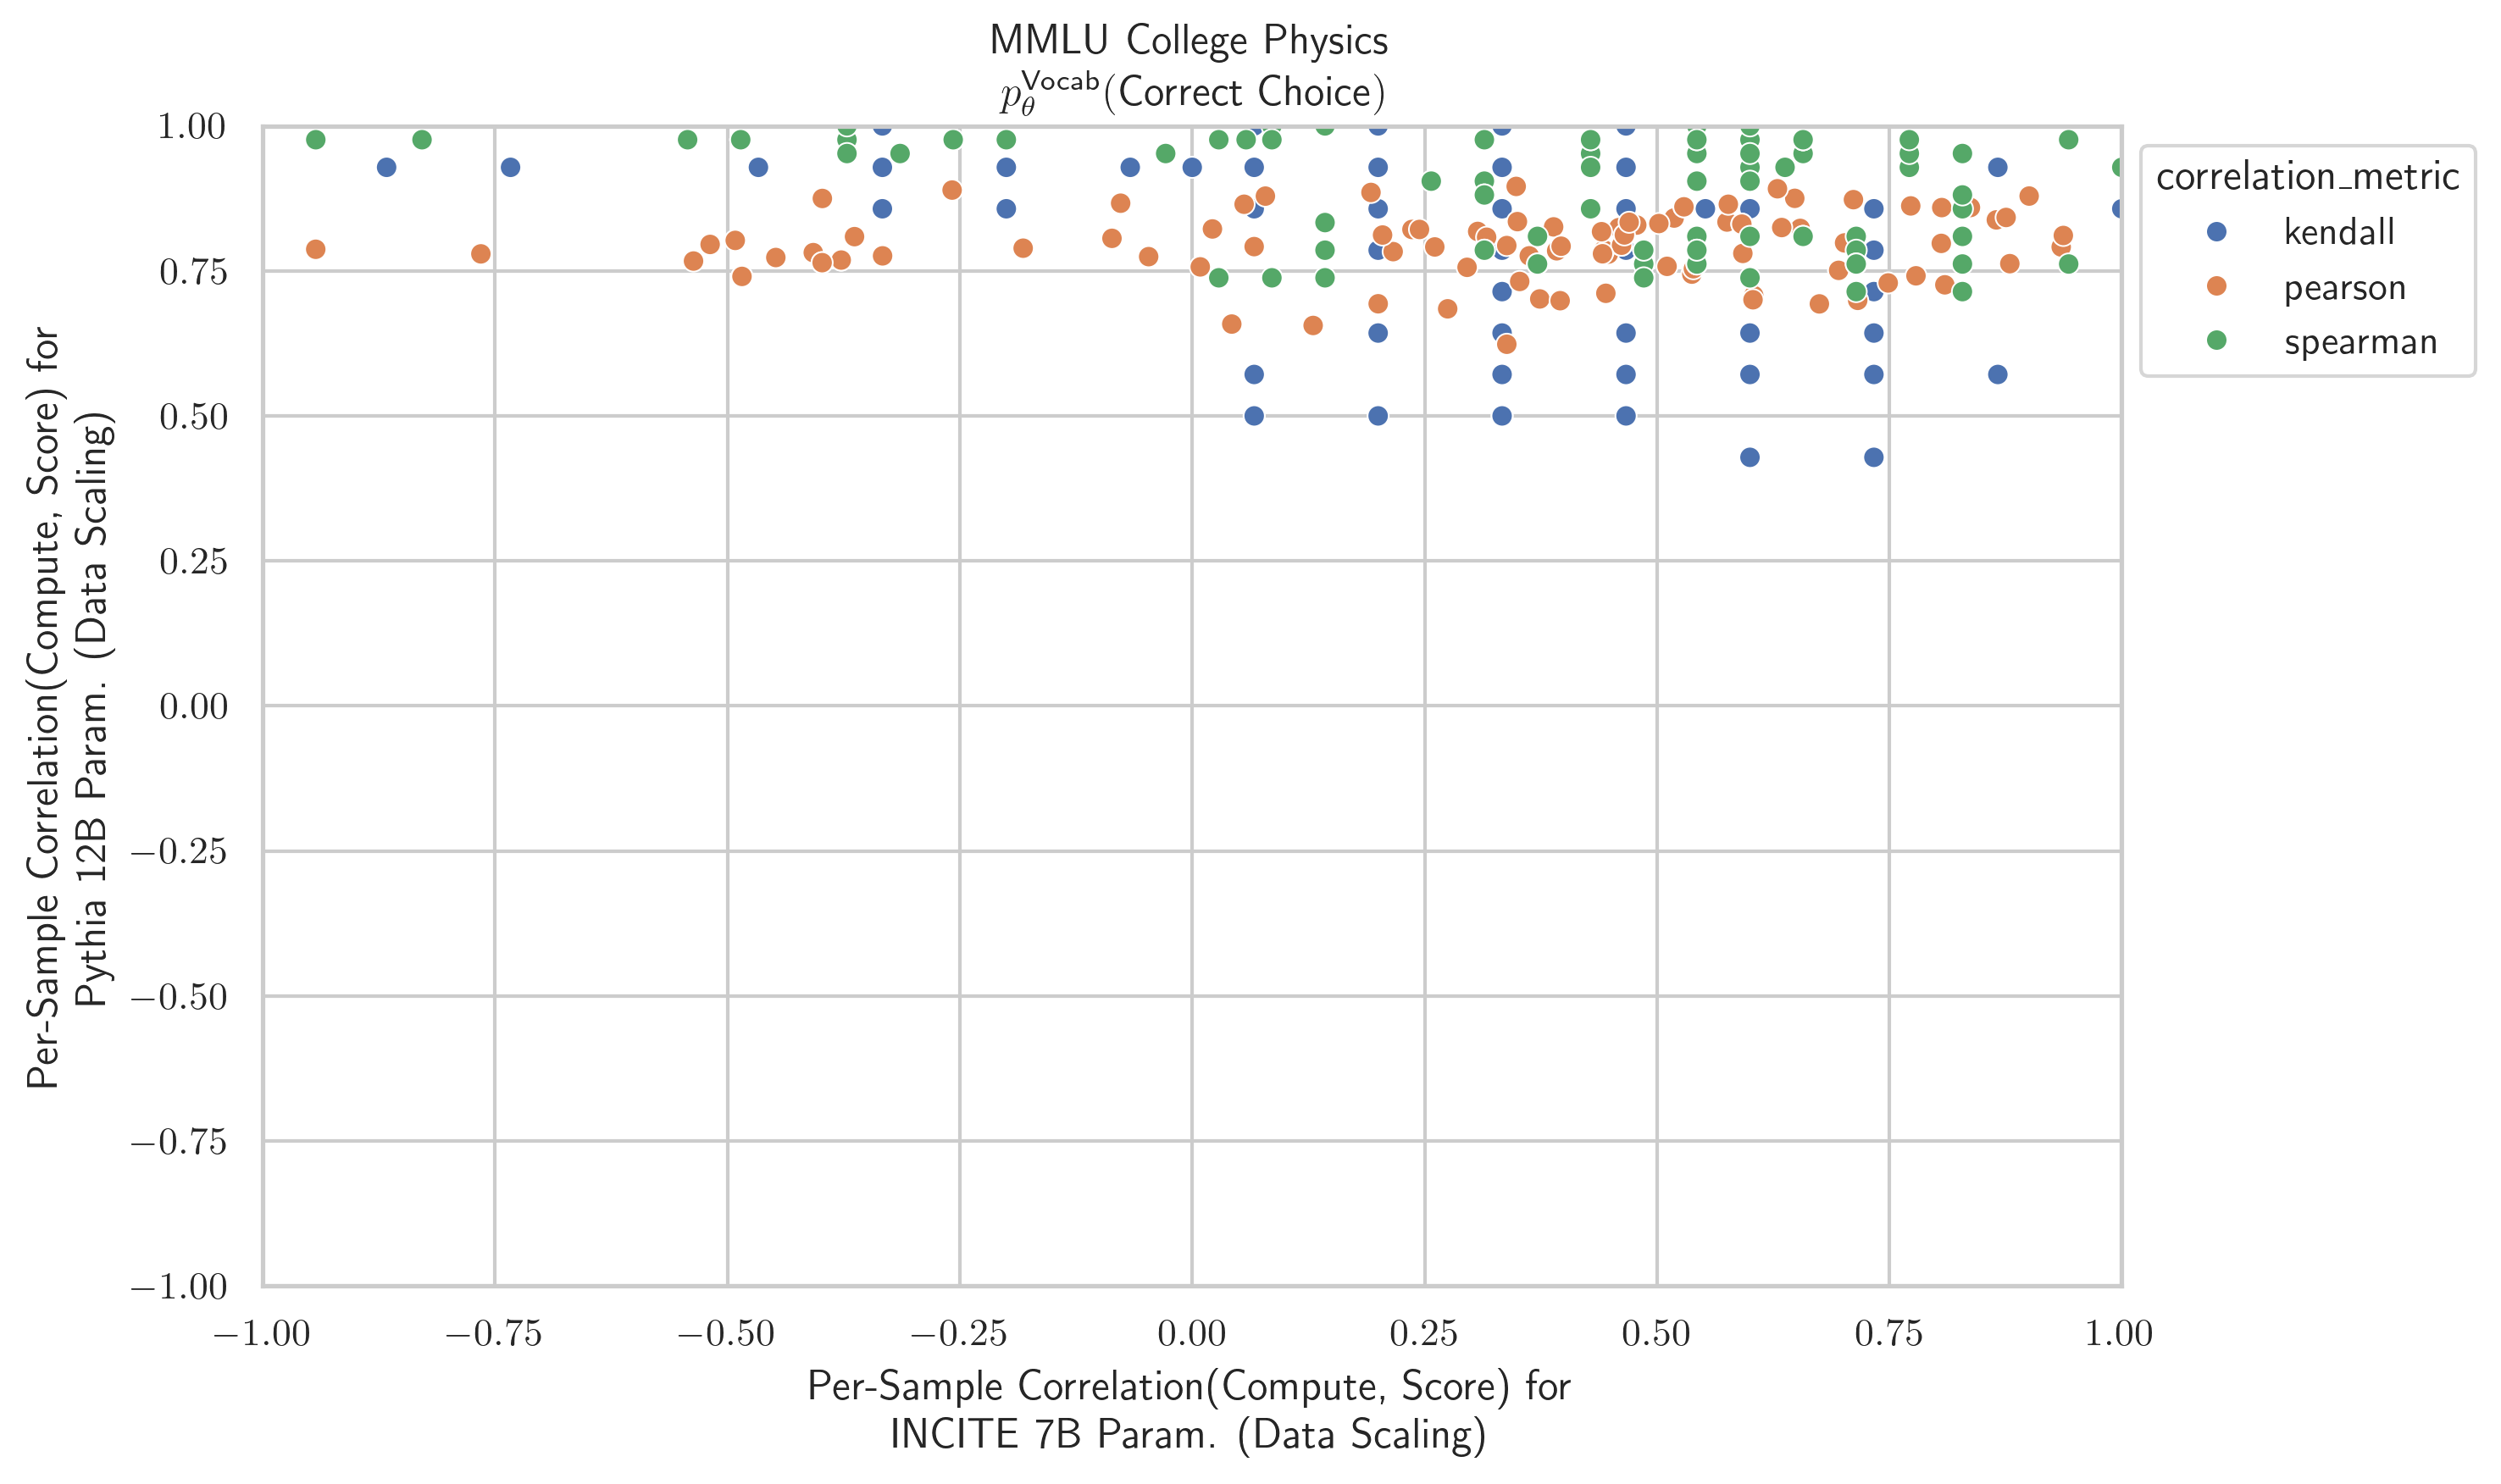 MMLU College Physics
p_θ^Vocab(Correct Choice)
1.00
0.75
0.50
0.25
0.00
−0.25
−0.50
−0.75
−1.00
Per-Sample Correlation(Compute, Score) for
Pythia 12B Param. (Data Scaling)
correlation_metric
kendall
pearson
spearman
−1.00 −0.75 −0.50 −0.25 0.00 0.25 0.50 0.75 1.00
Per-Sample Correlation(Compute, Score) for
INCITE 7B Param. (Data Scaling)